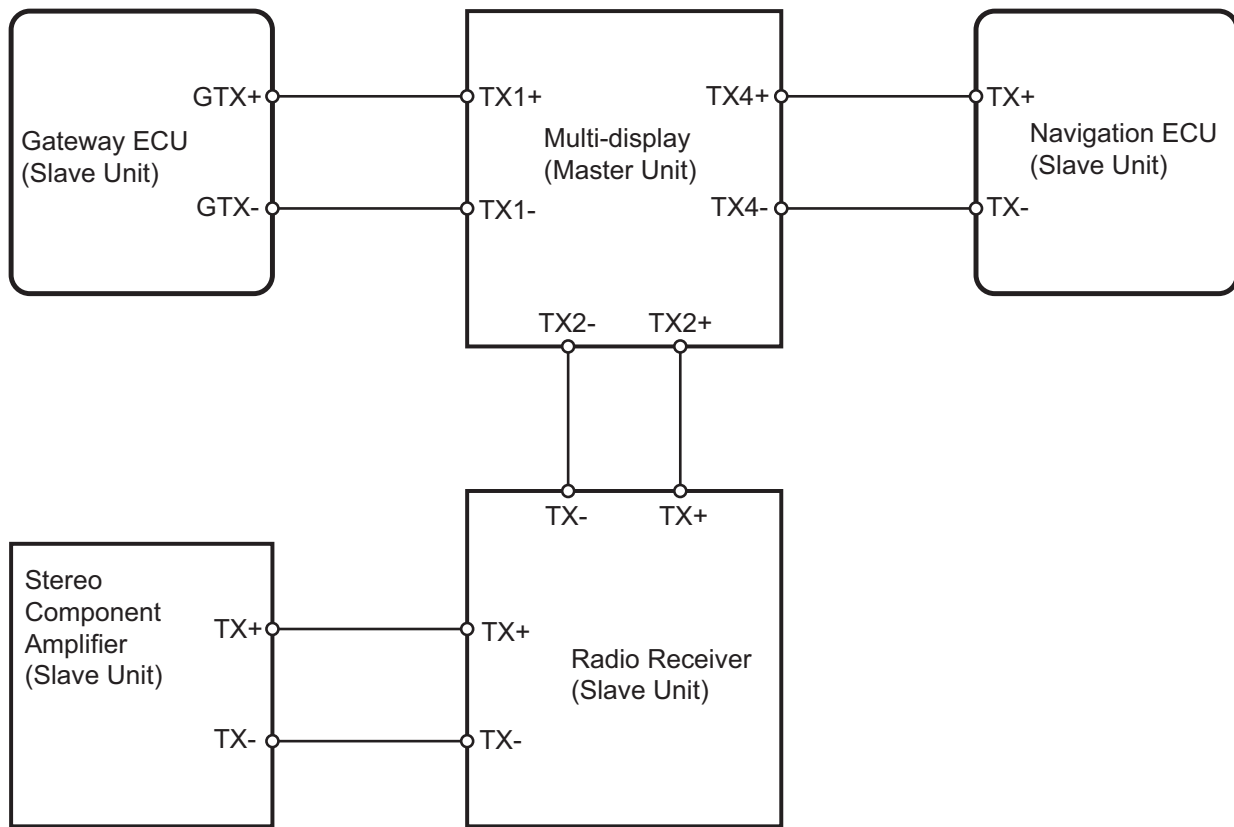 GTX+
Gateway ECU
(Slave Unit)
GTX-
TX1+
TX4+
Multi-display
(Master Unit)
TX1-
TX4-
TX2-
TX2+
TX+
Navigation ECU
(Slave Unit)
TX-
TX-
TX+
Stereo
Component
Amplifier
(Slave Unit)
TX+
TX-
TX+
Radio Receiver
(Slave Unit)
TX-